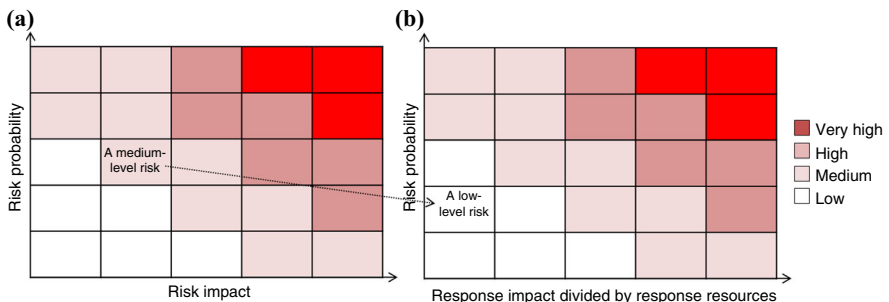 (a)
(b)
Risk probability
A medium-
level risk
Risk impact
Risk probability
A low-
level risk
Response impact divided by response resources
Very high
High
Medium
Low